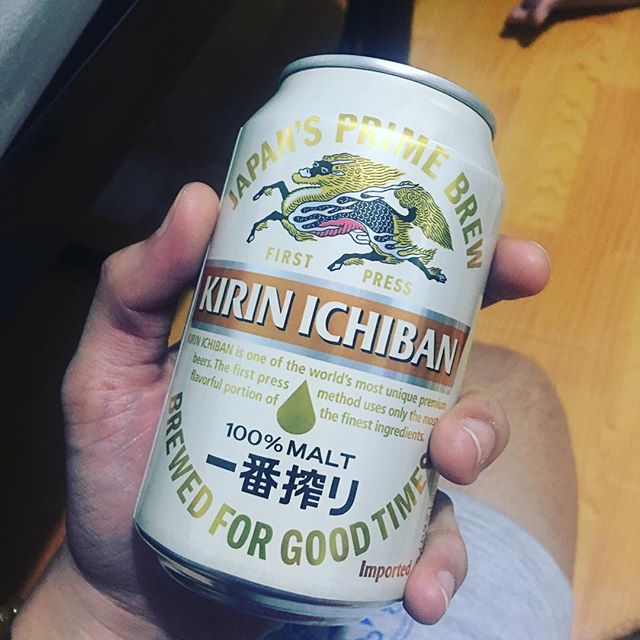 JAPAN'S PRIME BREW
FIRST PRESS
KIRIN ICHIBAN
KIRIN ICHIBAN is one of the world's most unique premium
beers. The first press method uses only the most
flavorful portion of the finest ingredients.
100% MALT
一番搾り
BREWED FOR GOOD TIMES
Imported